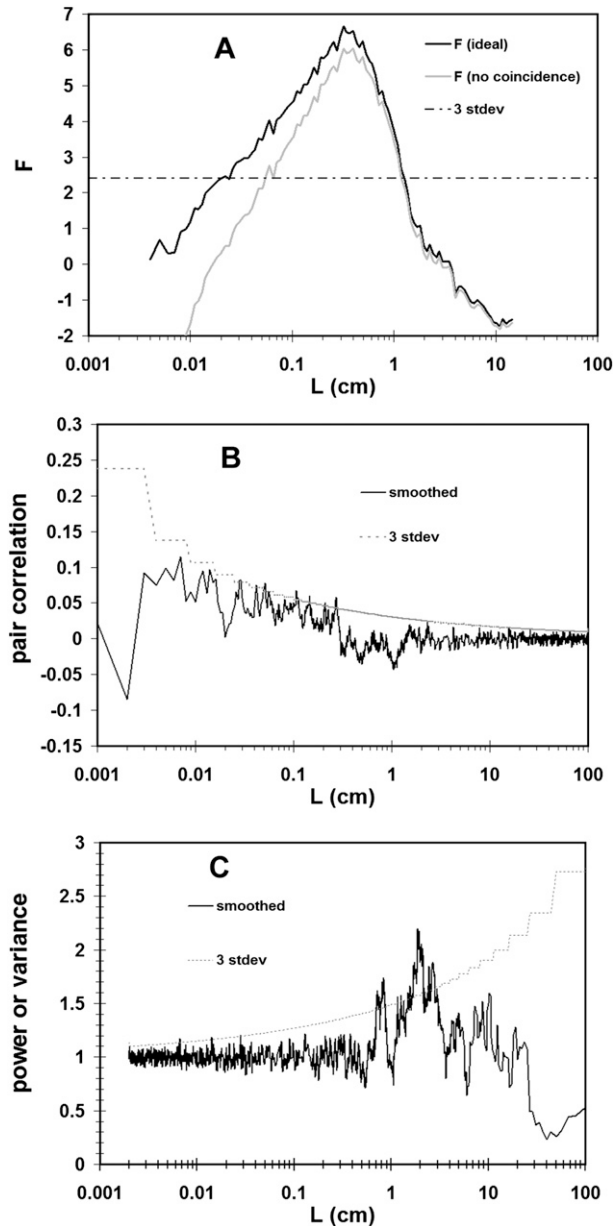 A
7
6
5
4
3
2
1
0
-1
-2
F
F (ideal)
F (no coincidence)
3 stdev
0.001 0.01 0.1 1 10 100
L (cm)
B
0.3
0.25
0.2
0.15
0.1
0.05
0
-0.05
-0.1
-0.15
pair correlation
smoothed
3 stdev
0.001 0.01 0.1 1 10 100
L (cm)
C
3
2.5
2
1.5
1
0.5
0
power or variance
smoothed
3 stdev
0.001 0.01 0.1 1 10 100
L (cm)